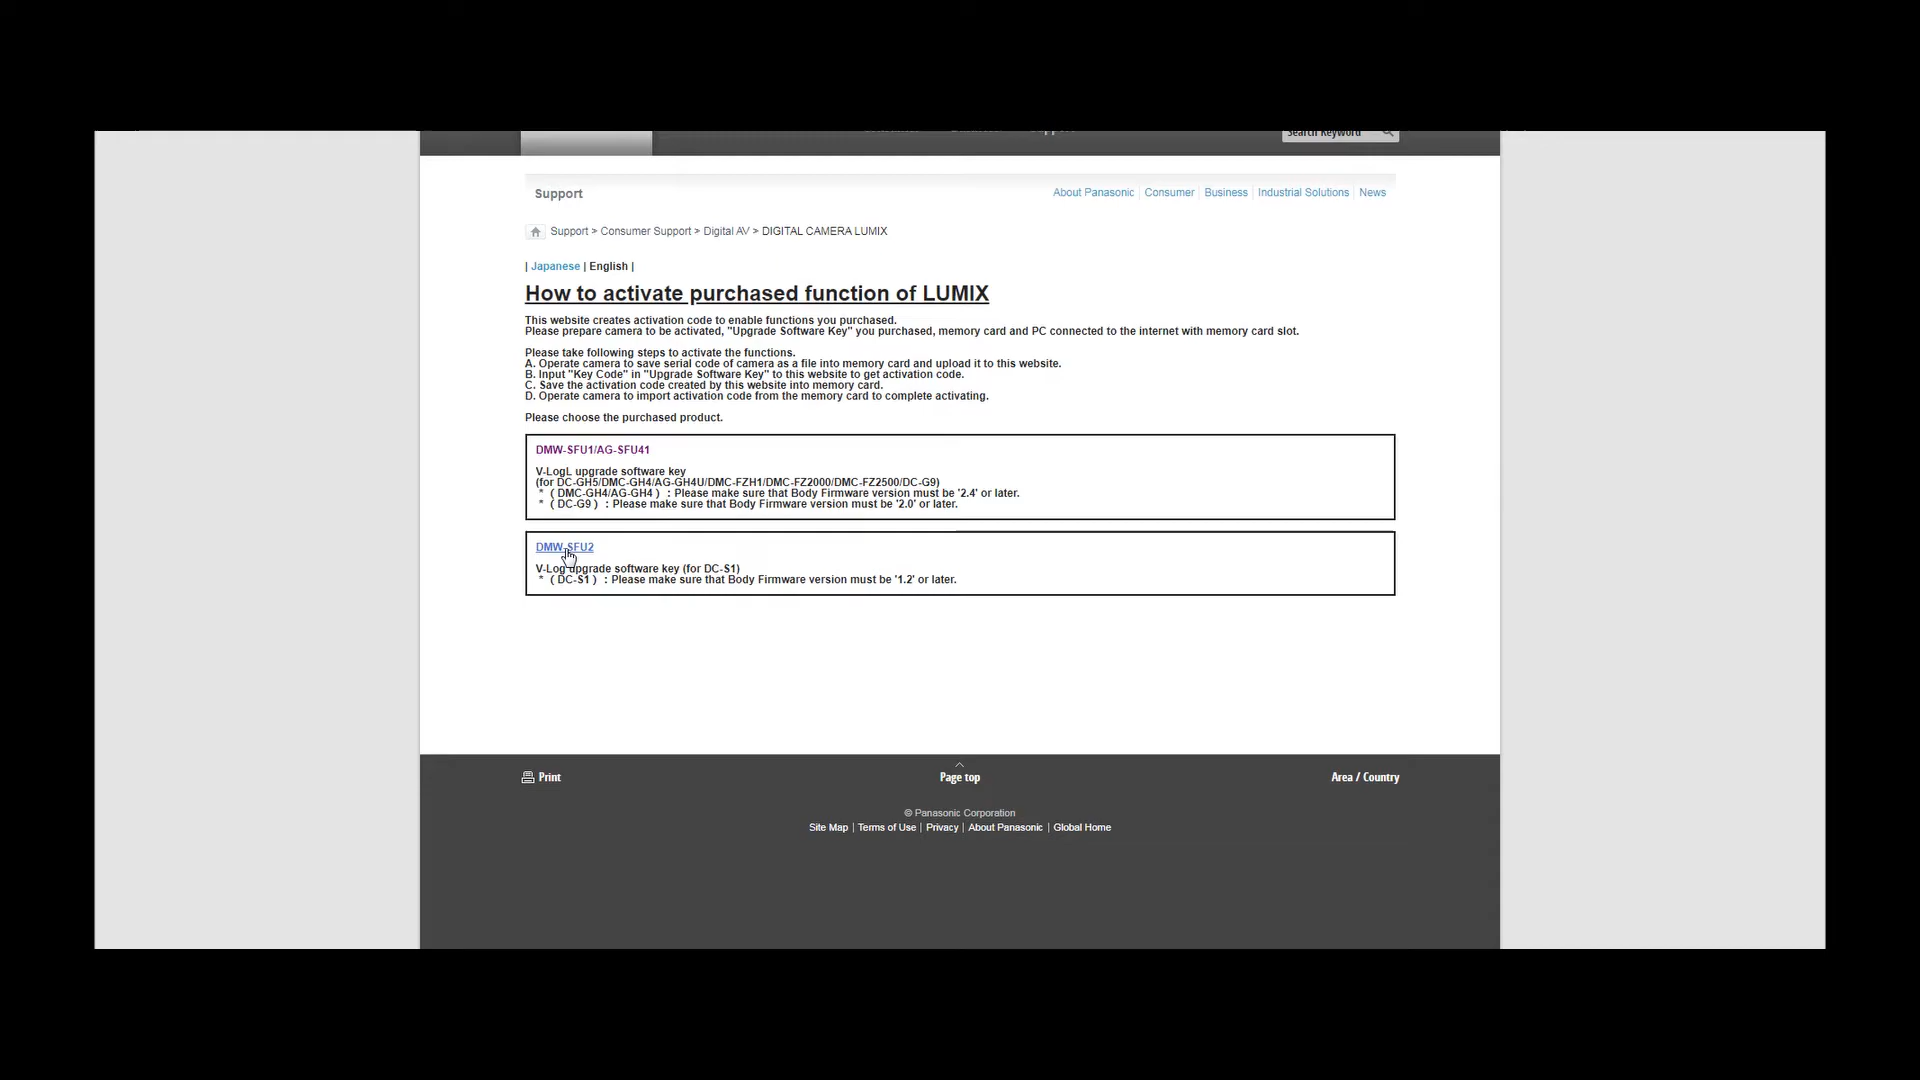 Search Keyword
Support
About Panasonic | Consumer | Business | Industrial Solutions | News
Support > Consumer Support > Digital AV > DIGITAL CAMERA LUMIX
| Japanese | English |
How to activate purchased function of LUMIX
This website creates activation code to enable functions you purchased.
Please prepare camera to be activated, "Upgrade Software Key" you purchased, memory card and PC connected to the internet with memory card slot.
Please take following steps to activate the functions.
A. Operate camera to save serial code of camera as a file into memory card and upload it to this website.
B. Input "Key Code" in "Upgrade Software Key" to this website to get activation code.
C. Save the activation code created by this website into memory card.
D. Operate camera to import activation code from the memory card to complete activating.
Please choose the purchased product.
DMW-SFU1/AG-SFU41
V-LogL upgrade software key
(for DC-GH5/DMC-GH4/AG-GH4U/DMC-FZH1/DMC-FZ2000/DMC-FZ2500/DC-G9)
* ( DMC-GH4/AG-GH4 ) : Please make sure that Body Firmware version must be '2.4' or later.
* ( DC-G9 ) : Please make sure that Body Firmware version must be '2.0' or later.
DMW-SFU2
V-Log upgrade software key (for DC-S1)
* ( DC-S1 ) : Please make sure that Body Firmware version must be '1.2' or later.
Print
Page top
Area / Country
© Panasonic Corporation
Site Map | Terms of Use | Privacy | About Panasonic | Global Home